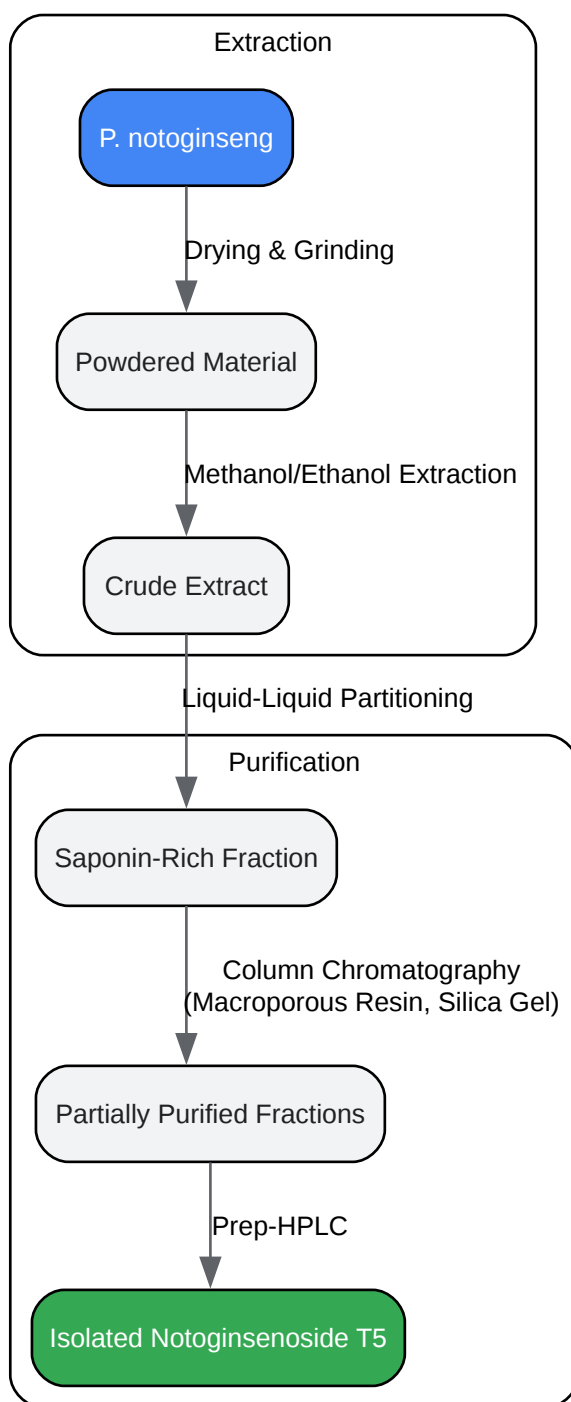 Extraction
P. notoginseng
Drying & Grinding
Powdered Material
Methanol/Ethanol Extraction
Crude Extract
Liquid-Liquid Partitioning
Purification
Saponin-Rich Fraction
Column Chromatography
(Macroporous Resin, Silica Gel)
Partially Purified Fractions
Prep-HPLC
Isolated Notoginsenoside T5